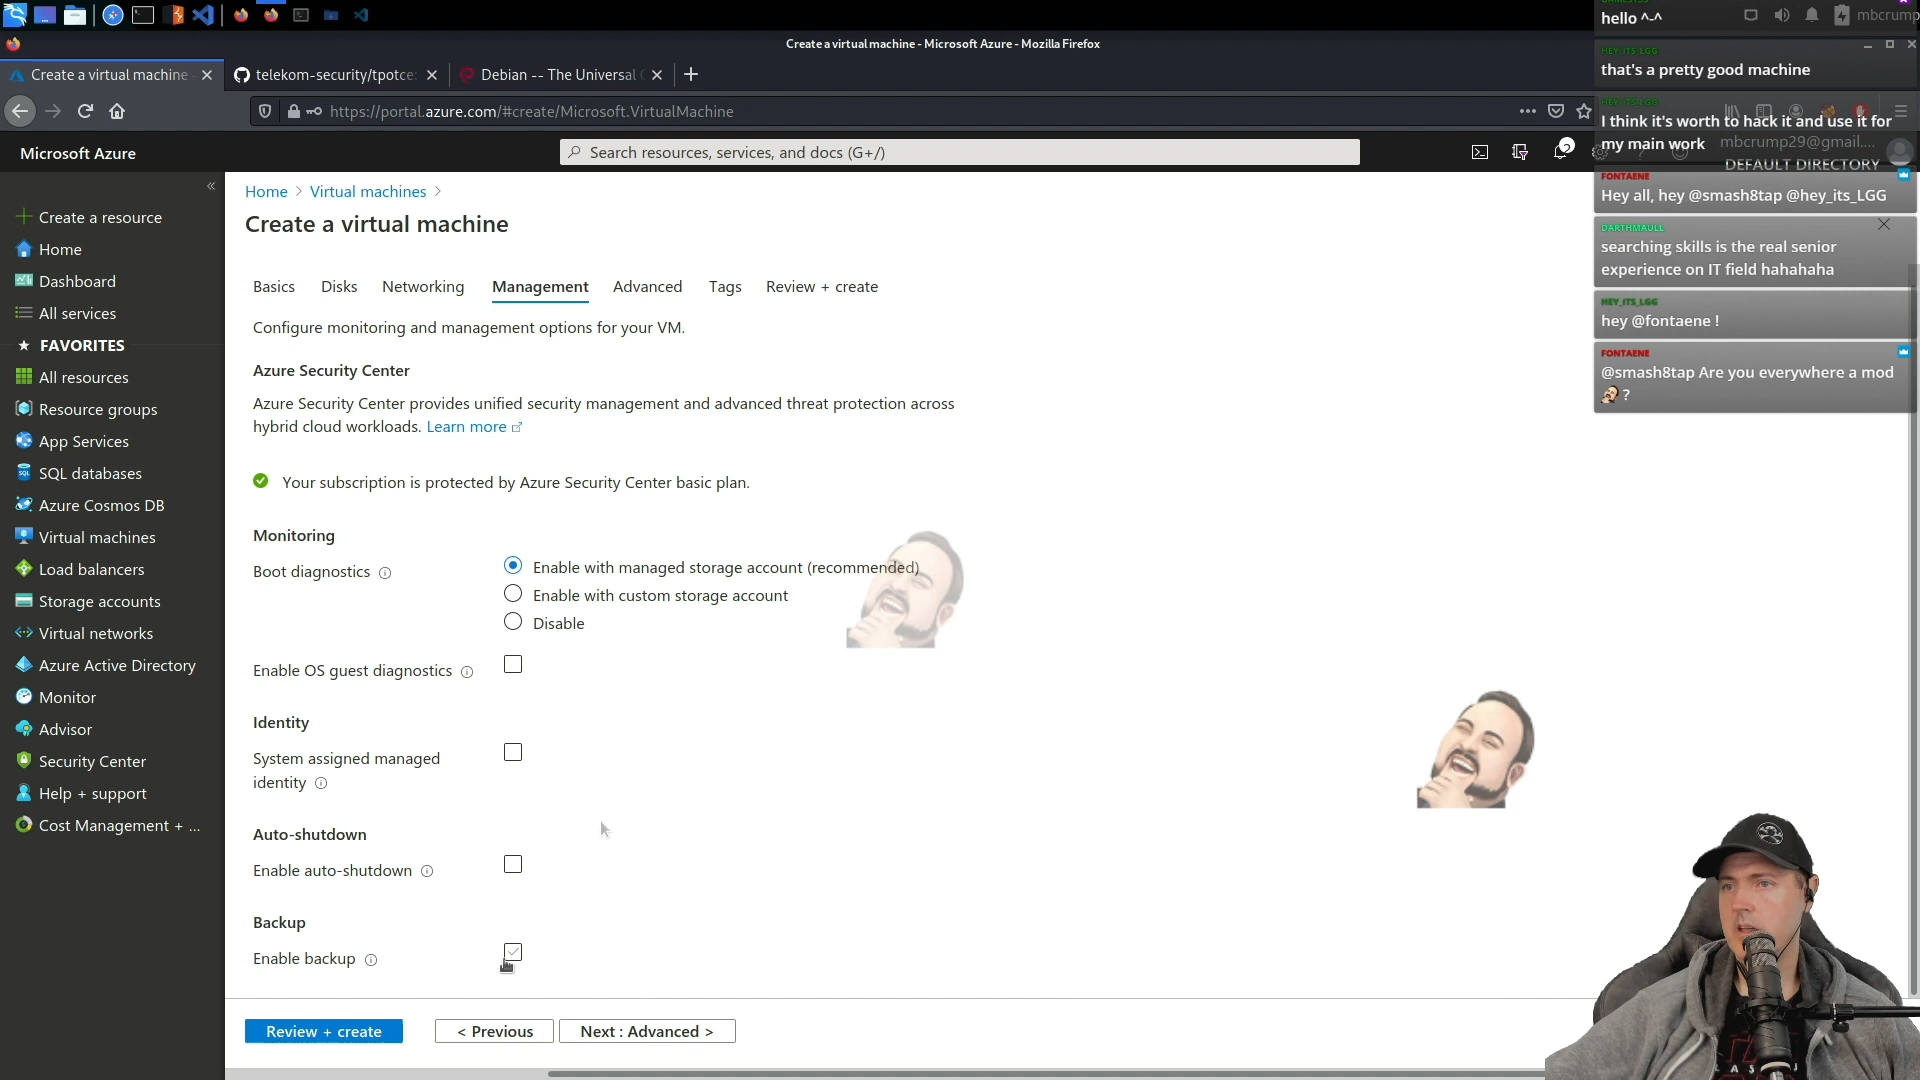 Create a virtual machine - Microsoft Azure - Mozilla Firefox
Create a virtual machine
telekom-security/tpotce:
Debian -- The Universal
https://portal.azure.com/#create/Microsoft.VirtualMachine
Microsoft Azure
Search resources, services, and docs (G+/)
2
mbcrump29@gmail....
DEFAULT DIRECTORY
mbcrump
hello ^-^
HEY_ITS_LGG
that's a pretty good machine
HEY_ITS_LGG
I think it's worth to hack it and use it for
my main work
FONTAENE
Hey all, hey @smash8tap @hey_its_LGG
DARTHMAULL
searching skills is the real senior
experience on IT field hahahaha
HEY_ITS_LGG
hey @fontaene !
FONTAENE
@smash8tap Are you everywhere a mod
?
Create a resource
Home
Dashboard
All services
FAVORITES
All resources
Resource groups
App Services
SQL databases
Azure Cosmos DB
Virtual machines
Load balancers
Storage accounts
Virtual networks
Azure Active Directory
Monitor
Advisor
Security Center
Help + support
Cost Management + ...
Home > Virtual machines >
Create a virtual machine
Basics Disks Networking Management Advanced Tags Review + create
Configure monitoring and management options for your VM.
Azure Security Center
Azure Security Center provides unified security management and advanced threat protection across
hybrid cloud workloads. Learn more
Your subscription is protected by Azure Security Center basic plan.
Monitoring
Boot diagnostics
Enable with managed storage account (recommended)
Enable with custom storage account
Disable
Enable OS guest diagnostics
Identity
System assigned managed
identity
Auto-shutdown
Enable auto-shutdown
Backup
Enable backup
Review + create
< Previous
Next : Advanced >